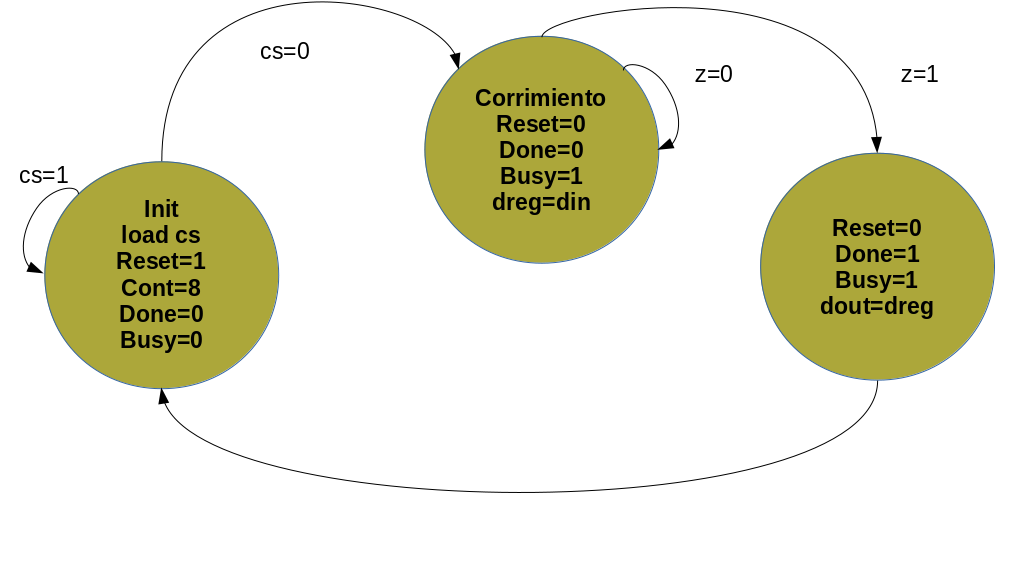 cs=0
z=0
z=1
cs=1
Init
load cs
Reset=1
Cont=8
Done=0
Busy=0
Corrimiento
Reset=0
Done=0
Busy=1
dreg=din
Reset=0
Done=1
Busy=1
dout=dreg